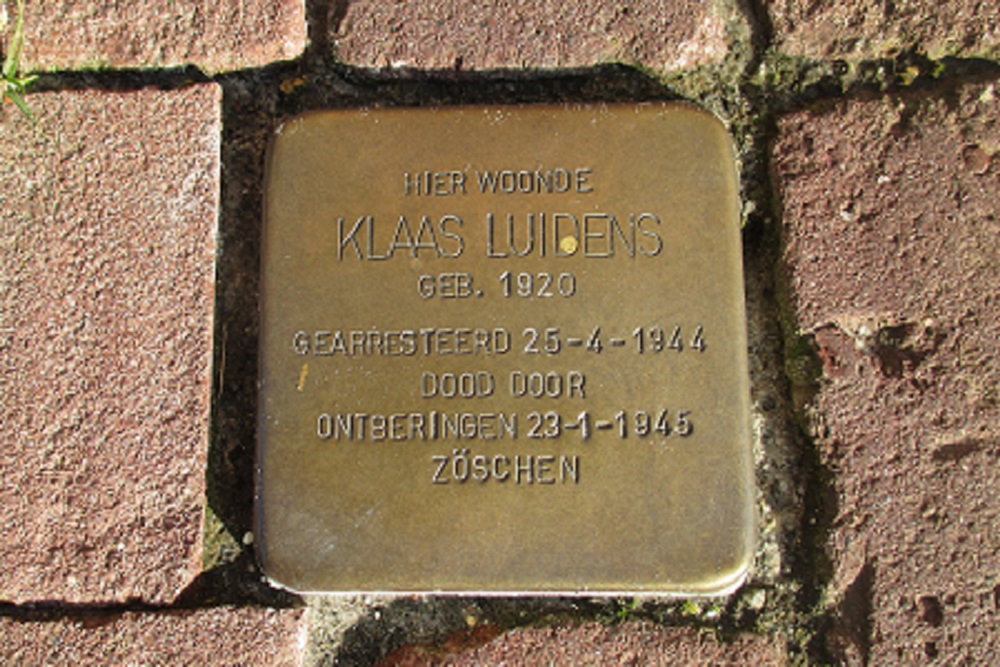 HIER WOONDE
KLAAS LUIDENS
GEB. 1920
GEARRESTEERD 25-4-1944
DOOD DOOR
ONTBERINGEN 23-1-1945
ZÖSCHEN